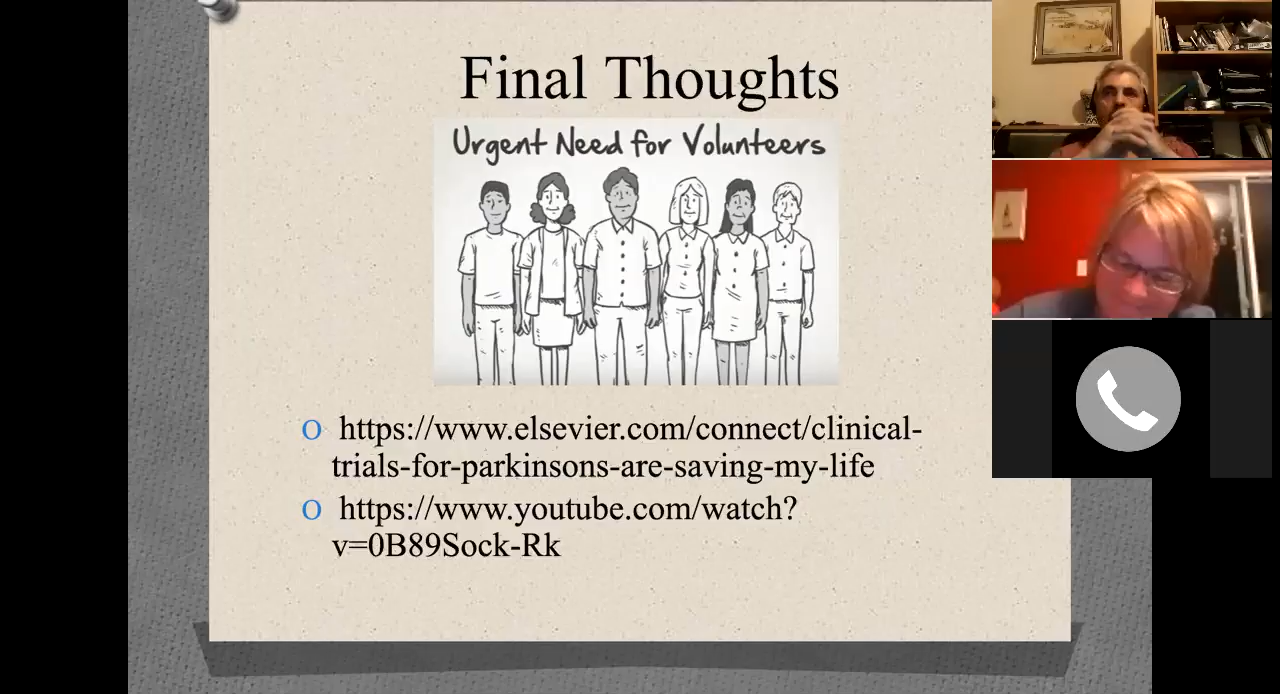 Final Thoughts
Urgent Need for Volunteers
O https://www.elsevier.com/connect/clinical-
trials-for-parkinsons-are-saving-my-life
O https://www.youtube.com/watch?
v=0B89Sock-Rk